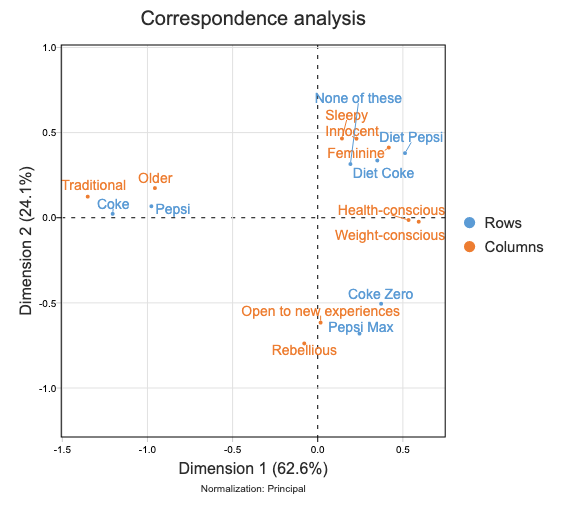 Correspondence analysis
1.0
None of these
Sleepy
0.5
Innocent
Diet Pepsi
Feminine
Diet Coke
Older
Traditional
Coke
Pepsi
Health-conscious
0.0
Rows
Weight-conscious
Columns
Dimension 2 (24.1%)
Coke Zero
-0.5
Open to new experiences
Pepsi Max
Rebellious
-1.0
-1.5 -1.0 -0.5 0.0 0.5
Dimension 1 (62.6%)
Normalization: Principal